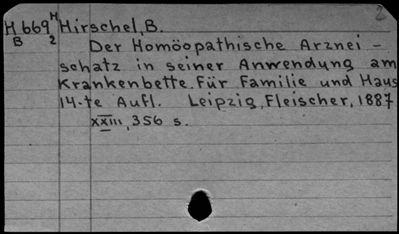 2
H 669 H Hirschel, B.
B 2 Der Homöopathische Arznei-
schatz in seiner Anwendung am
Krankenbette. Für Familie und Haus
14-te Aufl. Leipzig, Fleischer, 1887
XXIII, 356 s.